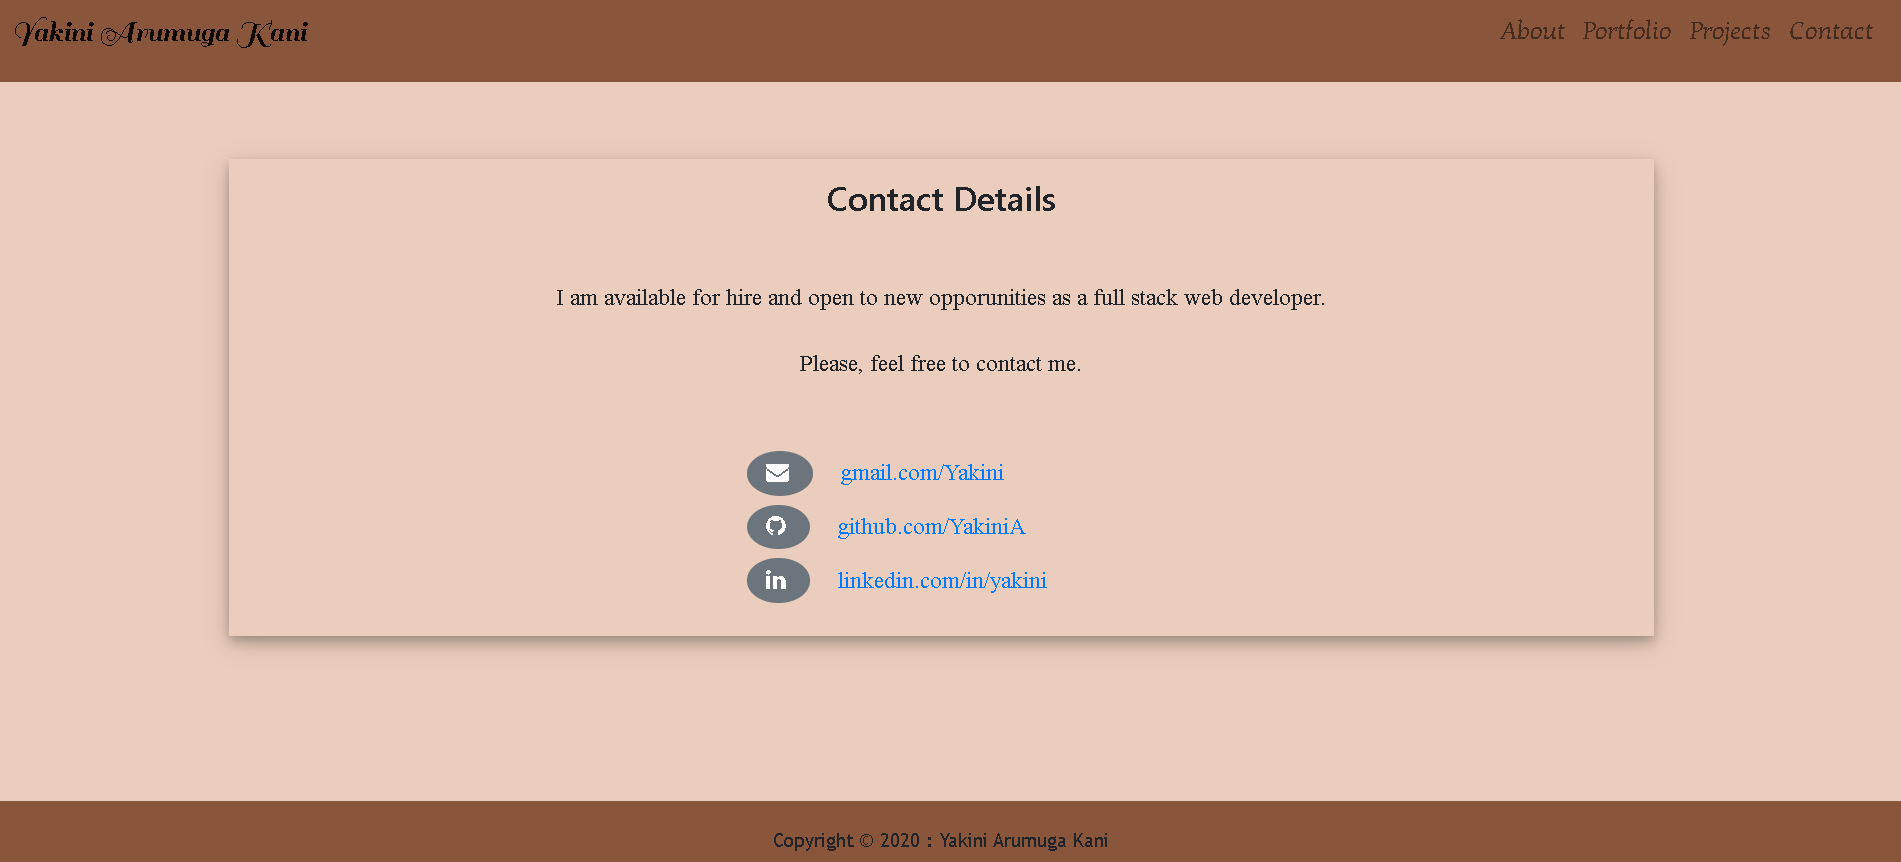 Yakini Arumuga Kani
About Portfolio Projects Contact
Contact Details
I am available for hire and open to new opporunities as a full stack web developer.
Please, feel free to contact me.
gmail.com/Yakini
github.com/YakiniA
linkedin.com/in/yakini
Copyright © 2020 : Yakini Arumuga Kani